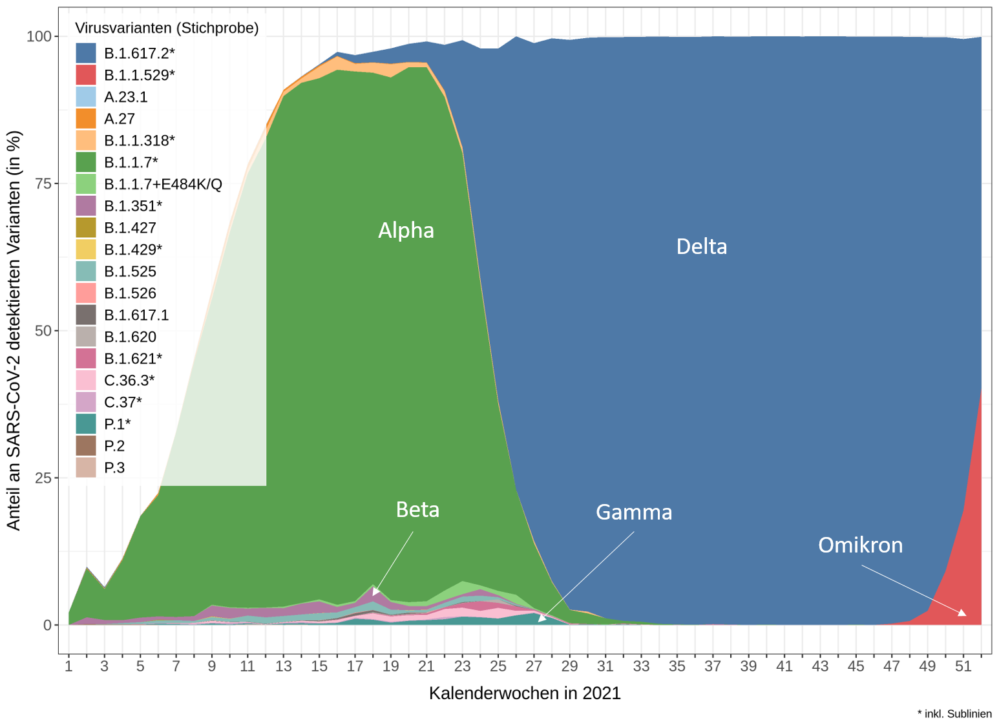 Virusvarianten (Stichprobe)
B.1.617.2*
B.1.1.529*
A.23.1
A.27
B.1.1.318*
B.1.1.7*
B.1.1.7+E484K/Q
B.1.351*
B.1.427
B.1.429*
B.1.525
B.1.526
B.1.617.1
B.1.620
B.1.621*
C.36.3*
C.37*
P.1*
P.2
P.3
Anteil an SARS-CoV-2 detektierten Varianten (in %)
100
75
50
25
0
Alpha
Delta
Beta
Gamma
Omikron
1 3 5 7 9 11 13 15 17 19 21 23 25 27 29 31 33 35 37 39 41 43 45 47 49 51
Kalenderwochen in 2021
* inkl. Sublinien